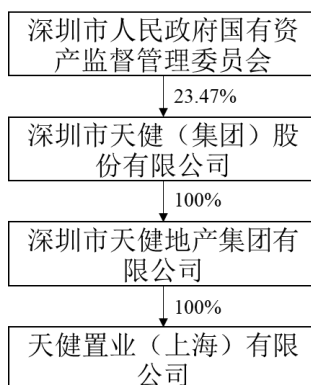 深圳市人民政府国有资
产监督管理委员会
23.47%
深圳市天健（集团）股
份有限公司
100%
深圳市天健地产集团有
限公司
100%
天健置业（上海）有限
公司